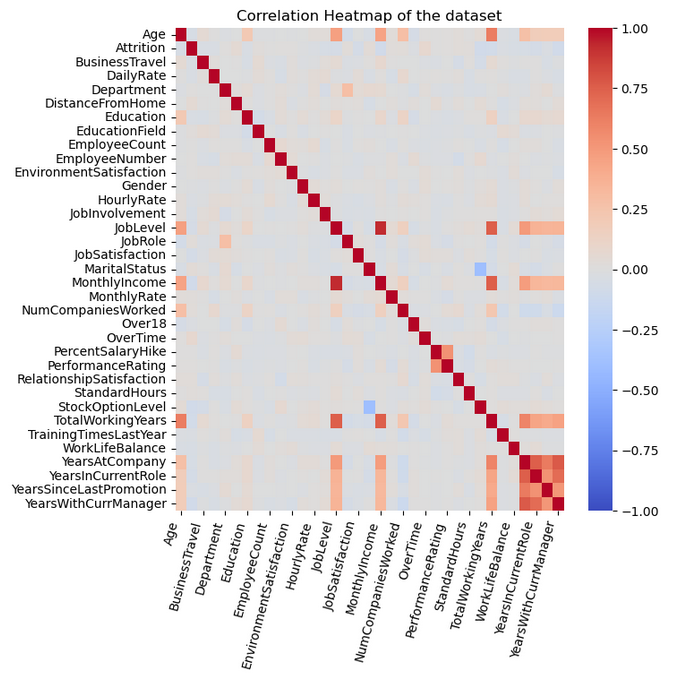 Correlation Heatmap of the dataset
Age
Attrition
BusinessTravel
DailyRate
Department
DistanceFromHome
Education
EducationField
EmployeeCount
EmployeeNumber
EnvironmentSatisfaction
Gender
HourlyRate
JobInvolvement
JobLevel
JobRole
JobSatisfaction
MaritalStatus
MonthlyIncome
MonthlyRate
NumCompaniesWorked
Over18
OverTime
PercentSalaryHike
PerformanceRating
RelationshipSatisfaction
StandardHours
StockOptionLevel
TotalWorkingYears
TrainingTimesLastYear
WorkLifeBalance
YearsAtCompany
YearsInCurrentRole
YearsSinceLastPromotion
YearsWithCurrManager
Age
BusinessTravel
Department
Education
EmployeeCount
EnvironmentSatisfaction
HourlyRate
JobLevel
JobSatisfaction
MonthlyIncome
NumCompaniesWorked
OverTime
PerformanceRating
StandardHours
TotalWorkingYears
WorkLifeBalance
YearsInCurrentRole
YearsWithCurrManager
1.00
0.75
0.50
0.25
0.00
−0.25
−0.50
−0.75
−1.00